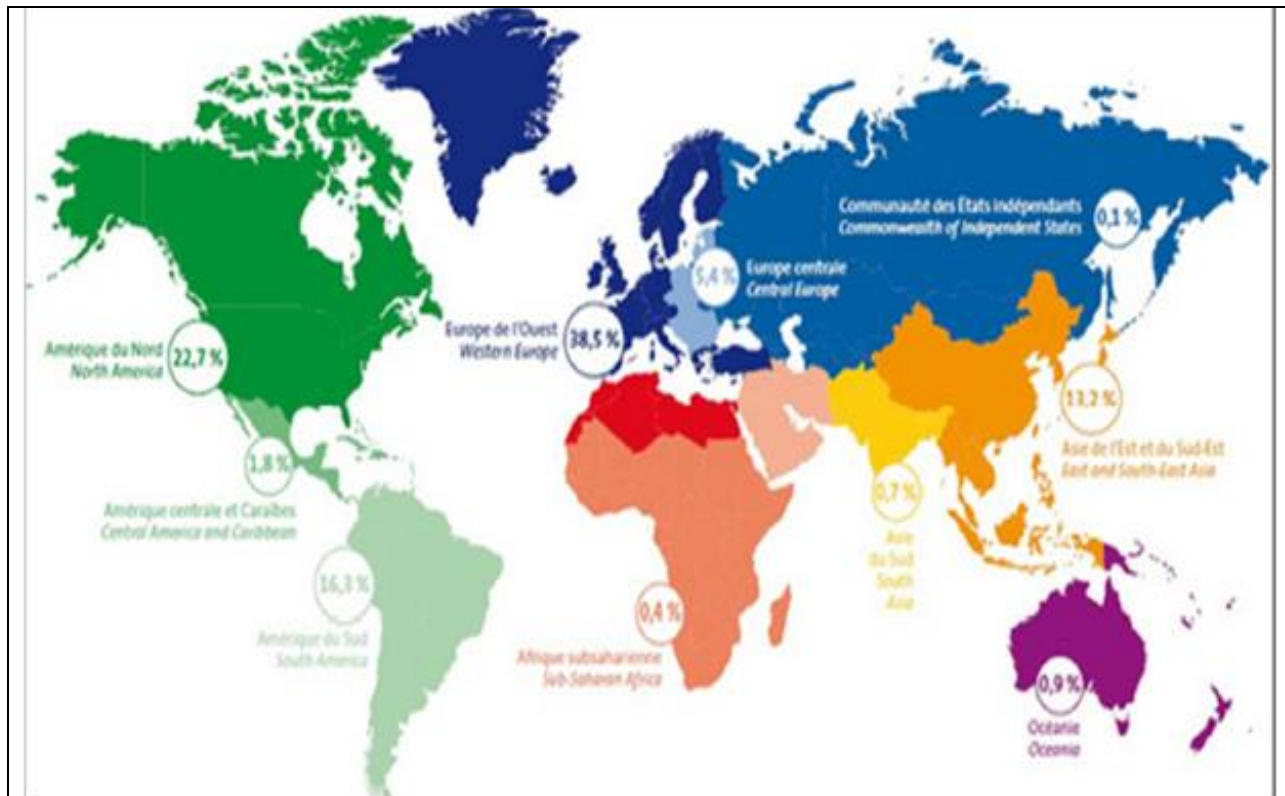 Communauté des États indépendants
Commonwealth of Independent States
0,1 %
5,4 %
Europe centrale
Central Europe
Europe de l'Ouest
Western Europe
38,5 %
Amérique du Nord
North America
22,7 %
13,2 %
Asie de l'Est et du Sud-Est
East and South-East Asia
1,8 %
Amérique centrale et Caraïbes
Central America and Caribbean
0,7 %
Asie
du Sud
South
Asia
16,3 %
Amérique du Sud
South America
0,4 %
Afrique subsaharienne
Sub-Saharan Africa
0,9 %
Océanie
Oceania